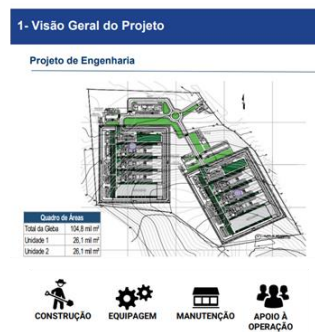 1- Visão Geral do Projeto
Projeto de Engenharia
Quadro de Áreas
Total da Gleba 104,8 mil m²
Unidade 1 26,1 mil m²
Unidade 2 26,1 mil m²
CONSTRUÇÃO EQUIPAGEM MANUTENÇÃO APOIO À
OPERAÇÃO